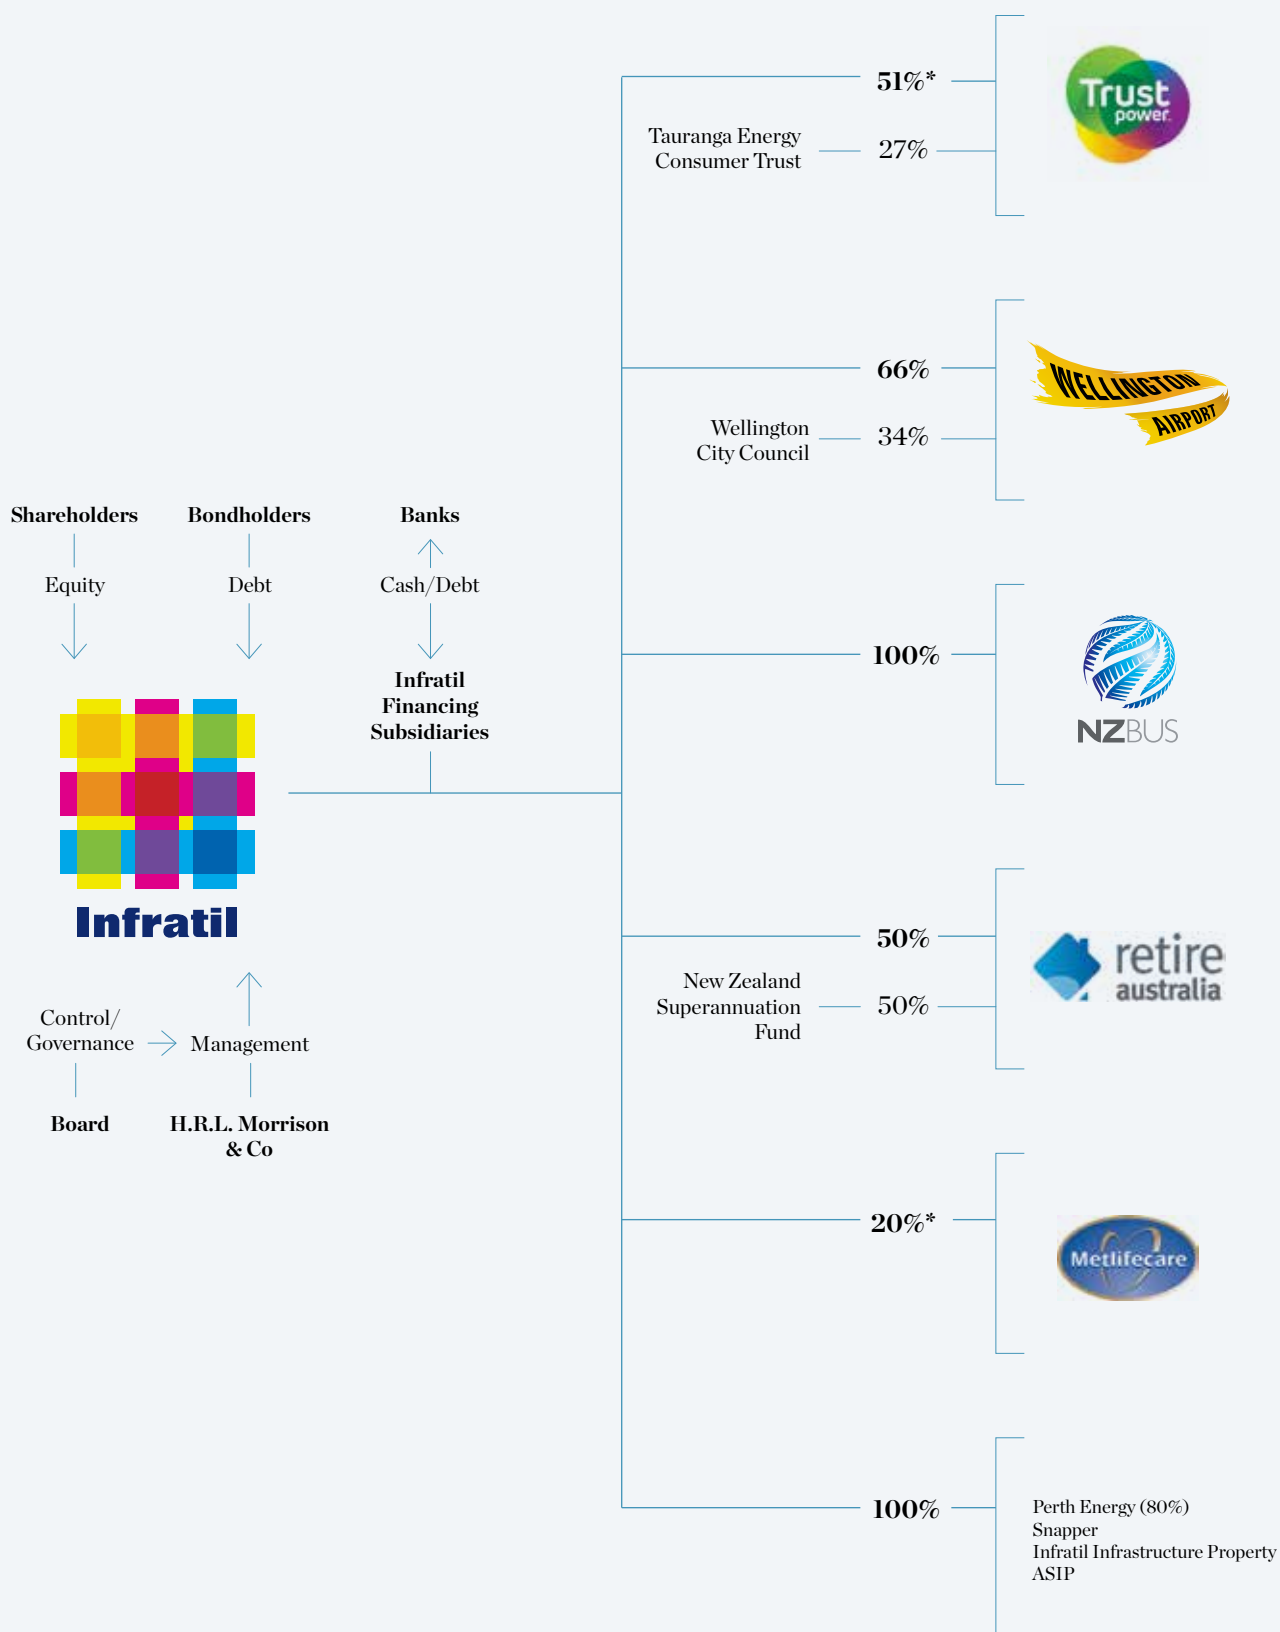 51%*
Trust
power
Tauranga Energy
Consumer Trust
27%
66%
WELLINGTON
AIRPORT
Wellington
City Council
34%
Shareholders
Bondholders
Banks
Equity
Debt
Cash/Debt
100%
NZBUS
Infratil
Financing
Subsidiaries
Infratil
50%
retire
australia
New Zealand
Superannuation
Fund
50%
Control/
Governance
Management
Board
H.R.L. Morrison
& Co
20%*
Metlifecare
100%
Perth Energy (80%)
Snapper
Infratil Infrastructure Property
ASIP